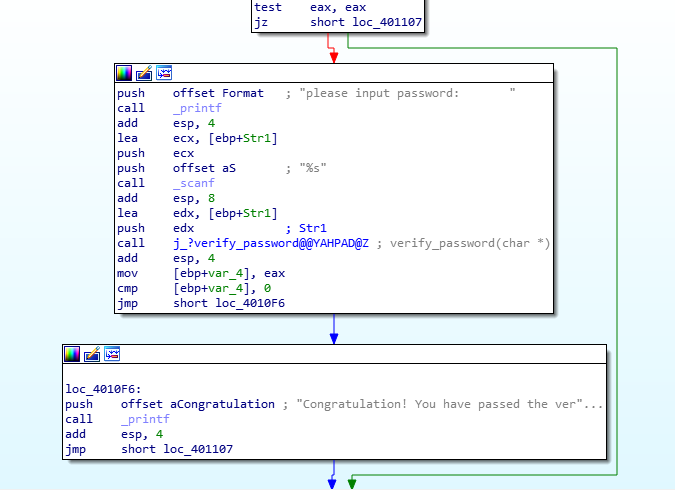 test eax, eax
jz short loc_401107
push offset Format ; "please input password: "
call _printf
add esp, 4
lea ecx, [ebp+Str1]
push ecx
push offset aS ; "%s"
call _scanf
add esp, 8
lea edx, [ebp+Str1]
push edx ; Str1
call j_?verify_password@@YAHPAD@Z ; verify_password(char *)
add esp, 4
mov [ebp+var_4], eax
cmp [ebp+var_4], 0
jmp short loc_4010F6
loc_4010F6:
push offset aCongratulation ; "Congratulation! You have passed the ver"...
call _printf
add esp, 4
jmp short loc_401107